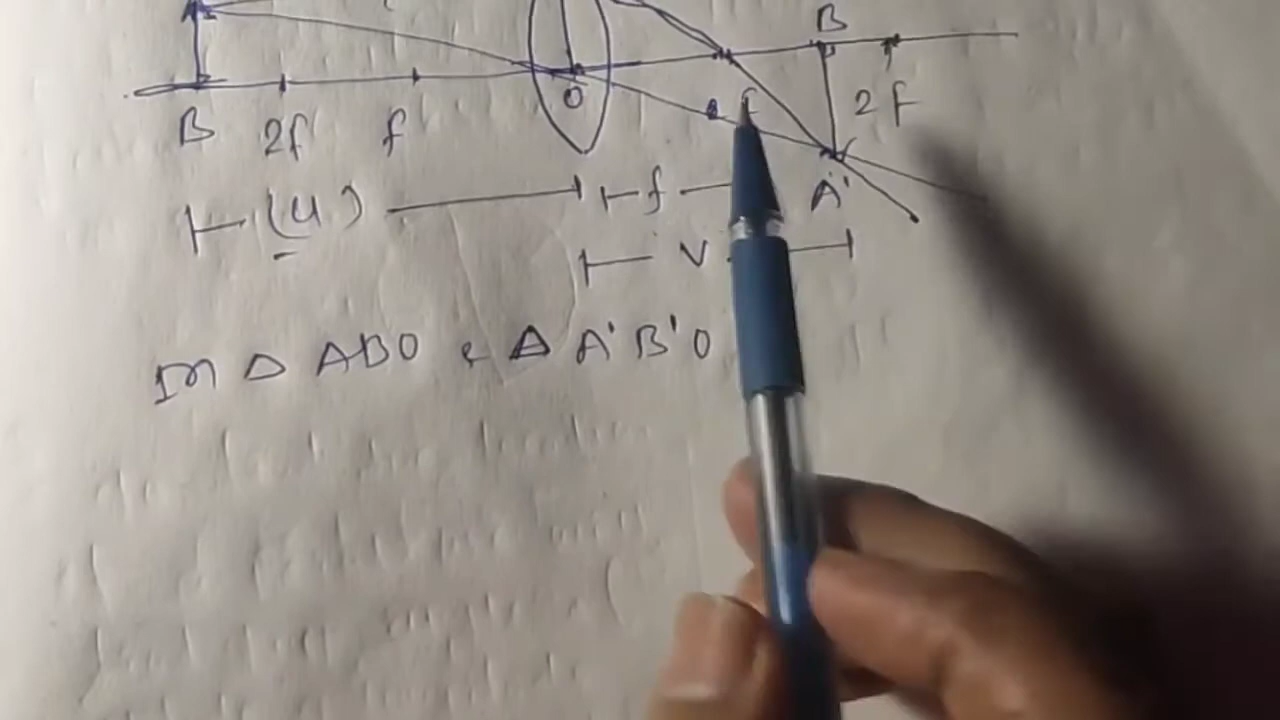 A
B
B 2f f O f 2f
(u) f A'
v
In Δ ABO & Δ A'B'O